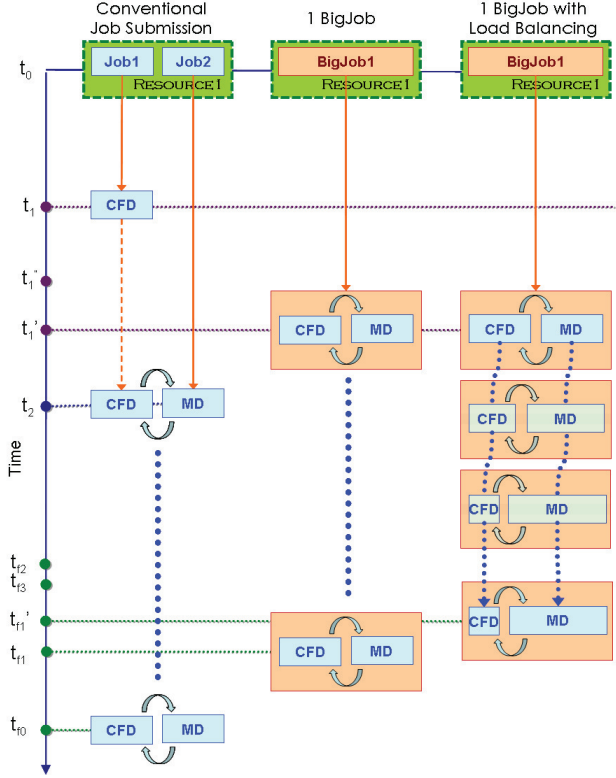 Conventional
Job Submission
1 BigJob
1 BigJob with
Load Balancing
t0
Job1
Job2
BigJob1
BigJob1
Resource1
Resource1
Resource1
t1
CFD
t1"
t1'
CFD
MD
CFD
MD
t2
CFD
MD
CFD
MD
Time
CFD
MD
tf2
tf3
tf1'
CFD
MD
tf1
CFD
MD
tf0
CFD
MD